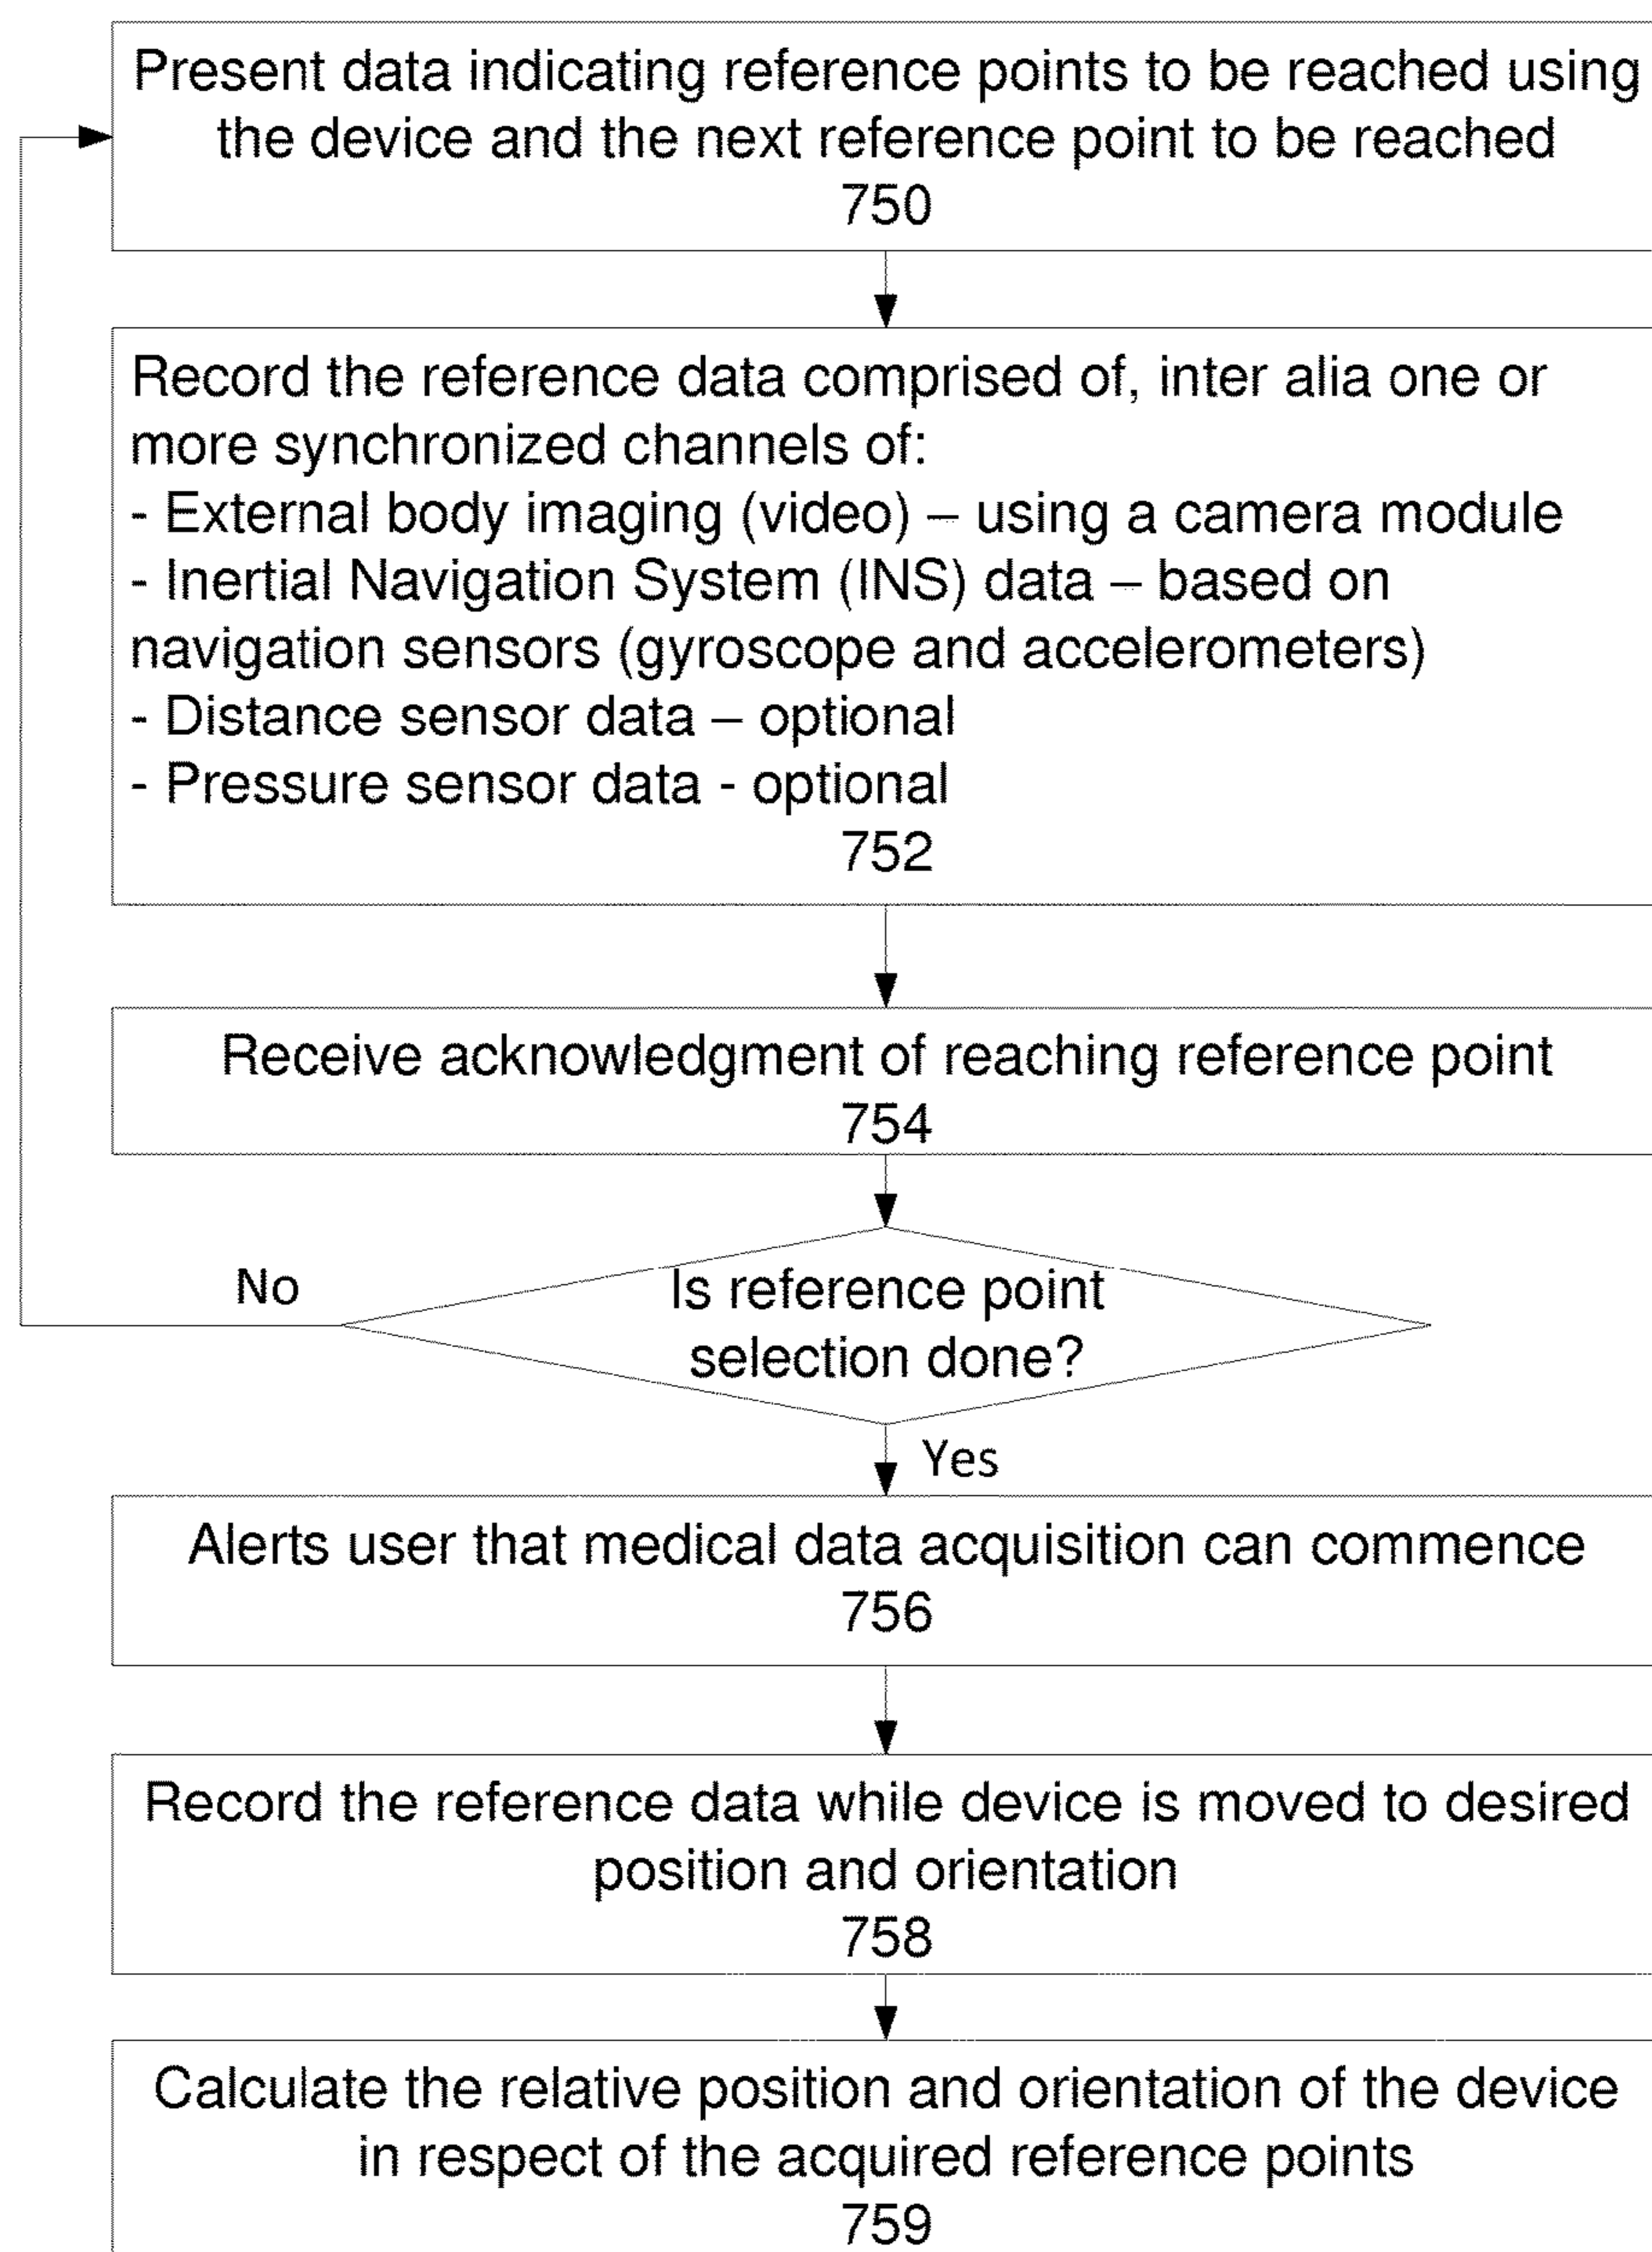 Present data indicating reference points to be reached using
the device and the next reference point to be reached
750
Record the reference data comprised of, inter alia one or
more synchronized channels of:
- External body imaging (video) – using a camera module
- Inertial Navigation System (INS) data – based on
navigation sensors (gyroscope and accelerometers)
- Distance sensor data – optional
- Pressure sensor data - optional
752
Receive acknowledgment of reaching reference point
754
No
Is reference point
selection done?
Yes
Alerts user that medical data acquisition can commence
756
Record the reference data while device is moved to desired
position and orientation
758
Calculate the relative position and orientation of the device
in respect of the acquired reference points
759